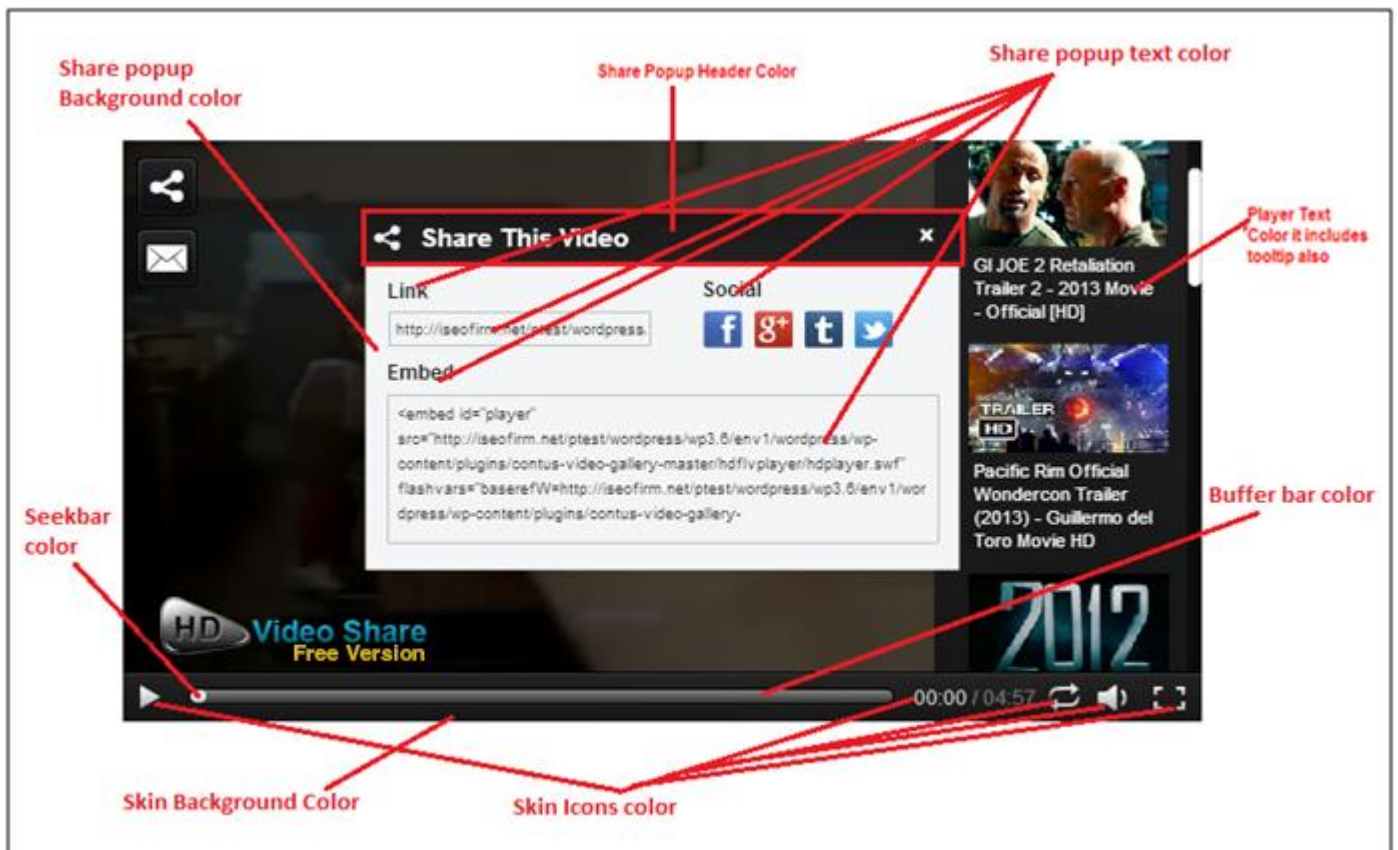 Share popup
Background color
Share Popup Header Color
Share popup text color
Share This Video
×
Player Text
Color it includes
tooltip also
GI JOE 2 Retaliation
Trailer 2 - 2013 Movie
- Official [HD]
Link
Social
http://iseofirm.net/ptest/wordpress
f g+ t
Embed
<embed id="player"
src="http://iseofirm.net/ptest/wordpress/wp3.6/env1/wordpress/wp-
content/plugins/contus-video-gallery-master/hdflvplayer/hdplayer.swf"
flashvars="baserefW=http://iseofirm.net/ptest/wordpress/wp3.6/env1/wor
dpress/wp-content/plugins/contus-video-gallery-
TRAILER
HD
Pacific Rim Official
Wondercon Trailer
(2013) - Guillermo del
Toro Movie HD
Buffer bar color
Seekbar
color
2012
HD Video Share
Free Version
00:00 / 04:57
Skin Background Color
Skin Icons color